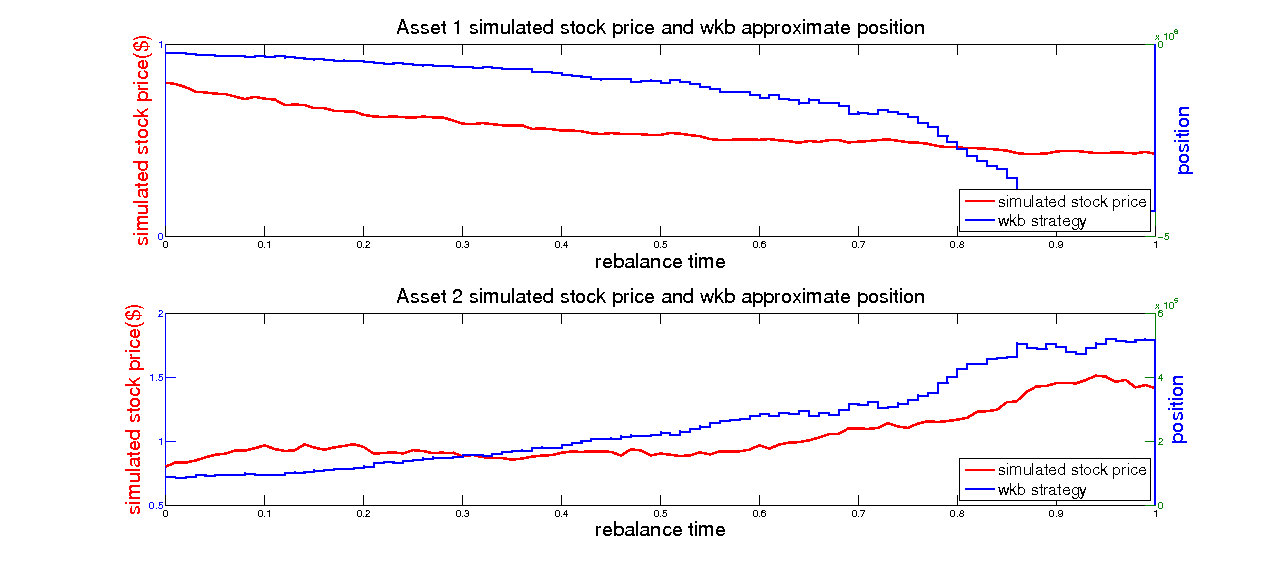 Asset 1 simulated stock price and wkb approximate position
x 10
1
0
simulated stock price($)
0
-5
position
simulated stock price
wkb strategy
0 0.1 0.2 0.3 0.4 0.5 0.6 0.7 0.8 0.9 1
rebalance time
Asset 2 simulated stock price and wkb approximate position
x 10
2
1.5
1
0.5
simulated stock price($)
6
4
2
0
position
simulated stock price
wkb strategy
0 0.1 0.2 0.3 0.4 0.5 0.6 0.7 0.8 0.9 1
rebalance time